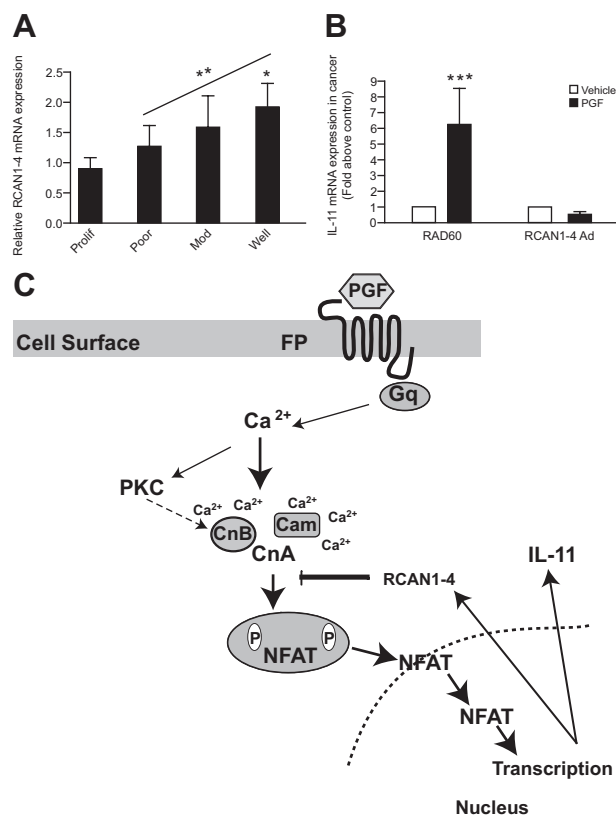 A
Relative RCAN1-4 mRNA expression
2.5
2.0
1.5
1.0
0.5
0.0
**
*
Prolif
Poor
Mod
Well
B
IL-11 mRNA expression in cancer
(Fold above control)
9
8
7
6
5
4
3
2
1
0
***
Vehicle
PGF
RAD60
RCAN1-4 Ad
C
PGF
Cell Surface
FP
Gq
Ca2+
PKC
Ca2+
Ca2+
Ca2+
Ca2+
Ca2+
CnB
Cam
CnA
IL-11
RCAN1-4
P
P
NFAT
NFAT
NFAT
Transcription
Nucleus